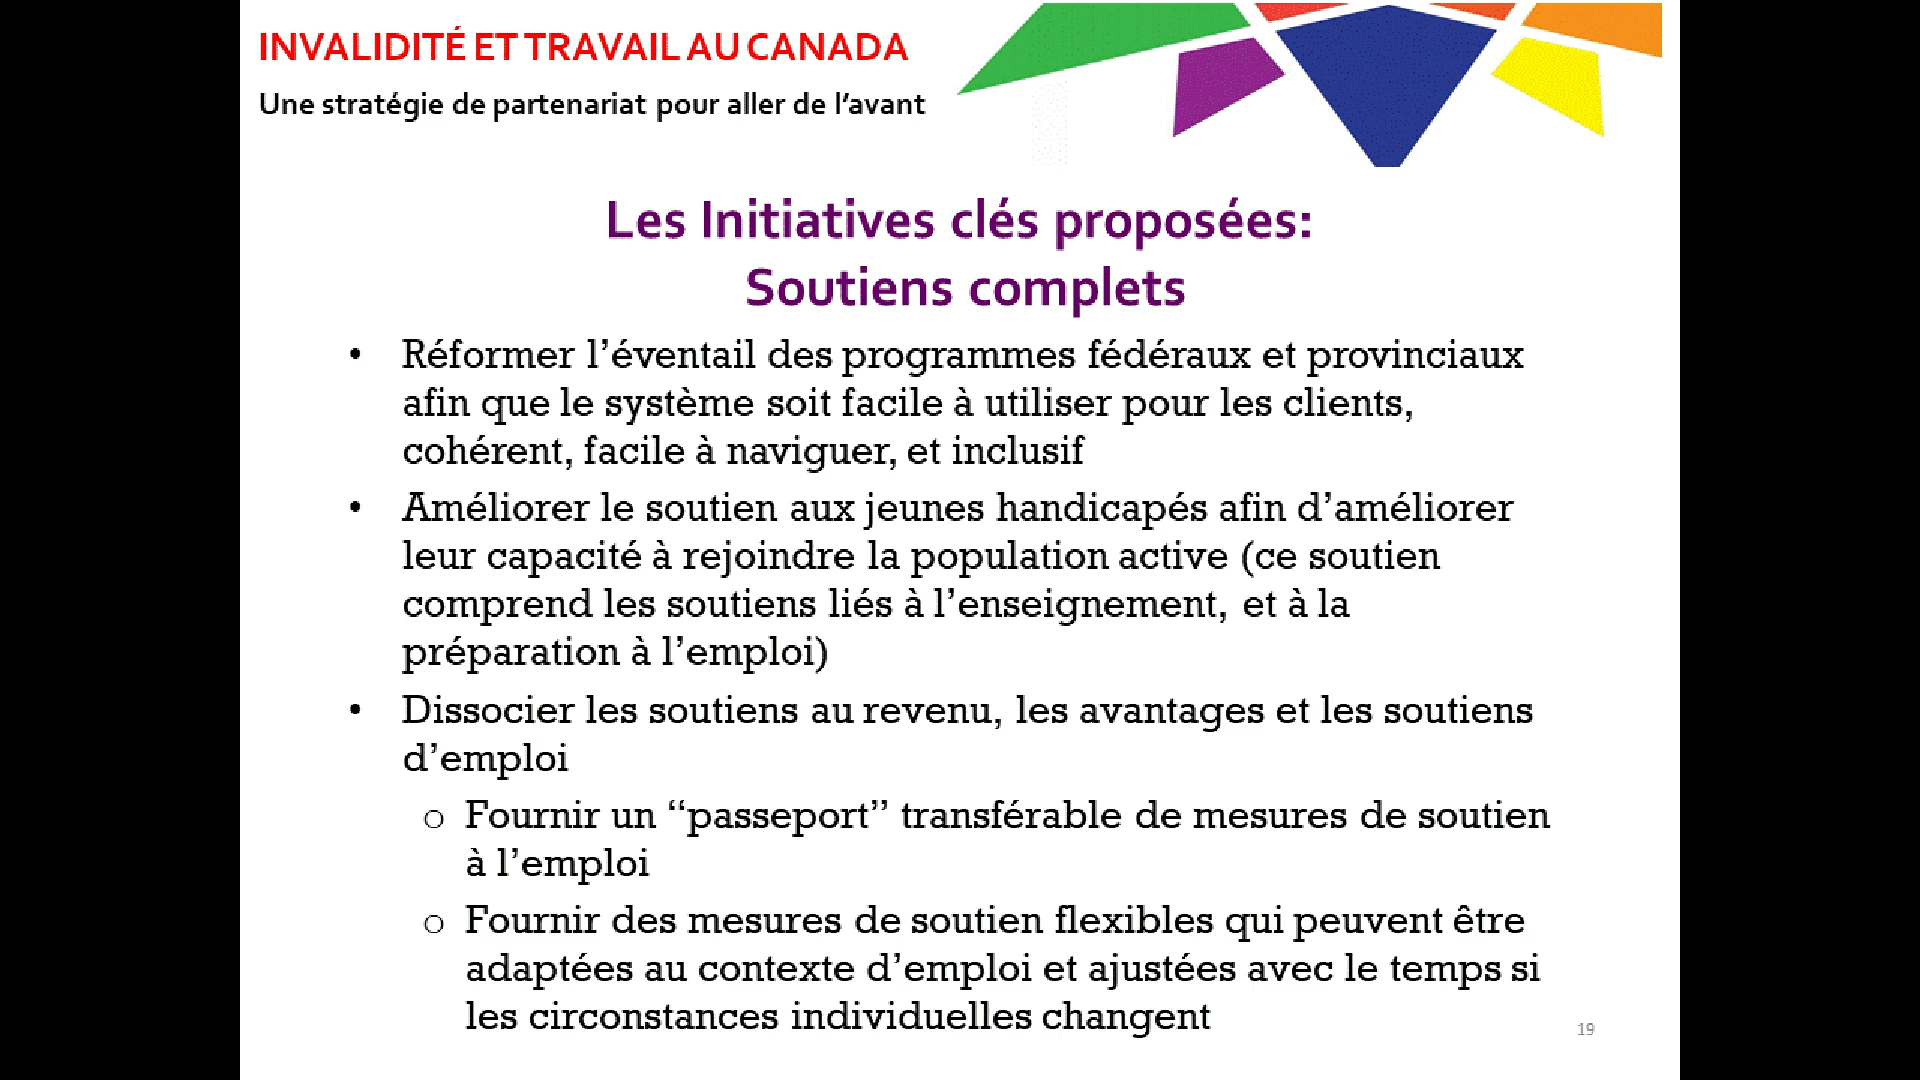 INVALIDITÉ ET TRAVAIL AU CANADA
Une stratégie de partenariat pour aller de l’avant
Les Initiatives clés proposées:
Soutiens complets
• Réformer l’éventail des programmes fédéraux et provinciaux
afin que le système soit facile à utiliser pour les clients,
cohérent, facile à naviguer, et inclusif
• Améliorer le soutien aux jeunes handicapés afin d’améliorer
leur capacité à rejoindre la population active (ce soutien
comprend les soutiens liés à l’enseignement, et à la
préparation à l’emploi)
• Dissocier les soutiens au revenu, les avantages et les soutiens
d’emploi
o Fournir un “passeport” transférable de mesures de soutien
à l’emploi
o Fournir des mesures de soutien flexibles qui peuvent être
adaptées au contexte d’emploi et ajustées avec le temps si
les circonstances individuelles changent
19